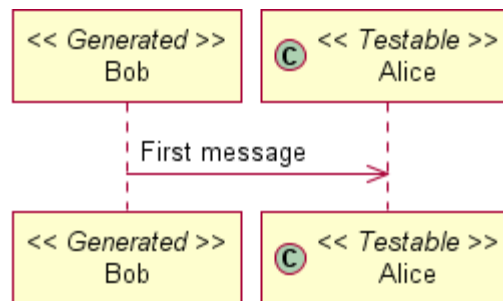 << Generated >>
Bob
C << Testable >>
Alice
First message
<< Generated >>
Bob
C << Testable >>
Alice